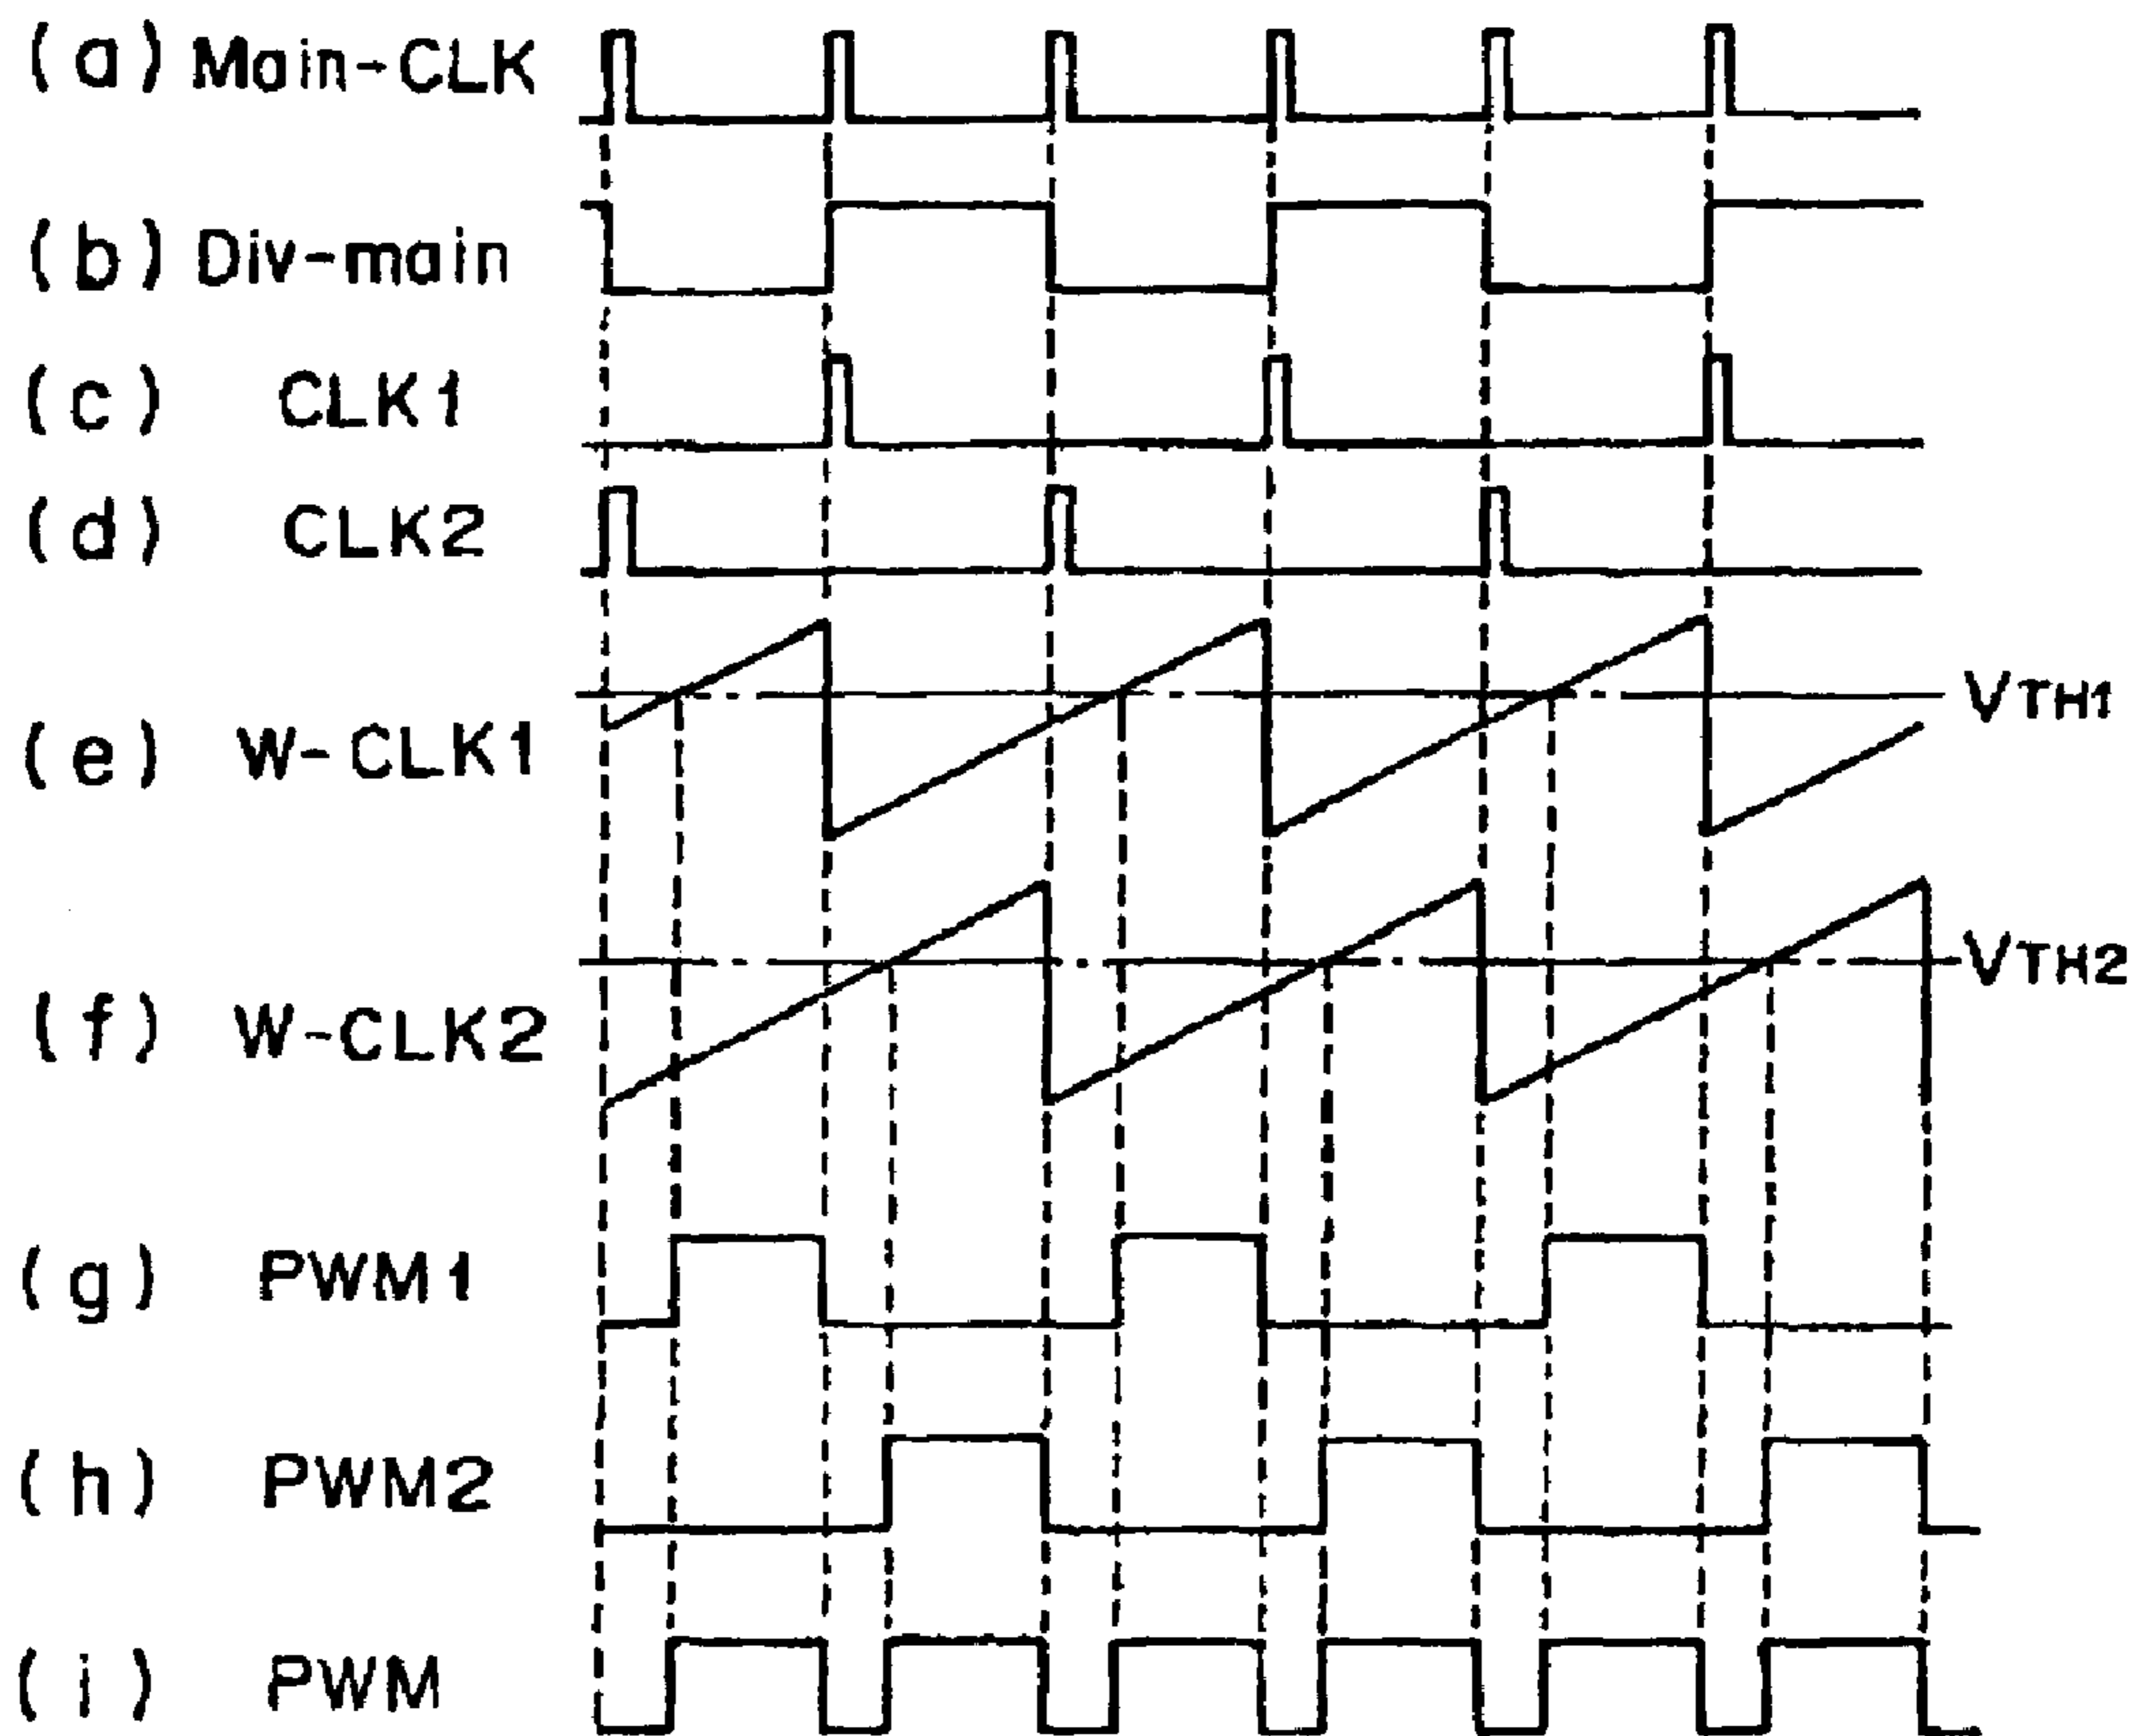 (a) Main-CLK
(b) Div-main
(c) CLK1
(d) CLK2
VTH1
(e) W-CLK1
VTH2
(f) W-CLK2
(g) PWM1
(h) PWM2
(i) PWM